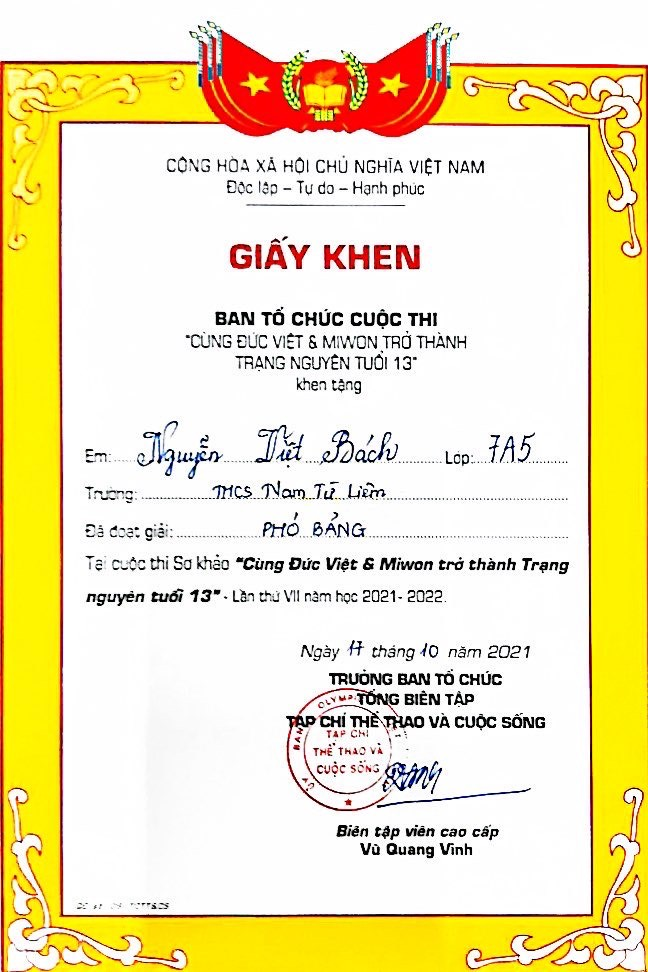 CỘNG HÒA XÃ HỘI CHỦ NGHĨA VIỆT NAM
Độc lập – Tự do – Hạnh phúc
GIẤY KHEN
BAN TỔ CHỨC CUỘC THI
"CÙNG ĐỨC VIỆT & MIWON TRỞ THÀNH
TRẠNG NGUYÊN TUỔI 13"
khen tặng
Em: Nguyễn Việt Bách Lớp: 7A5
Trường: THCS Nam Từ Liêm
Đã đoạt giải: PHÓ BẢNG
Tại cuộc thi Sơ khảo "Cùng Đức Việt & Miwon trở thành Trạng
nguyên tuổi 13" - Lần thứ VII năm học 2021- 2022.
Ngày 17 tháng 10 năm 2021
TRƯỞNG BAN TỔ CHỨC
TỔNG BIÊN TẬP
TẠP CHÍ THỂ THAO VÀ CUỘC SỐNG
TẠP CHÍ
THỂ THAO VÀ
CUỘC SỐNG
Biên tập viên cao cấp
Vũ Quang Vinh